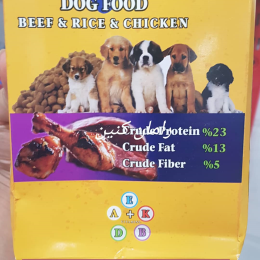 DOG FOOD
BEEF & RICE & CHICKEN
Crude Protein %23
Crude Fat %13
Crude Fiber %5
E
A + K
D B